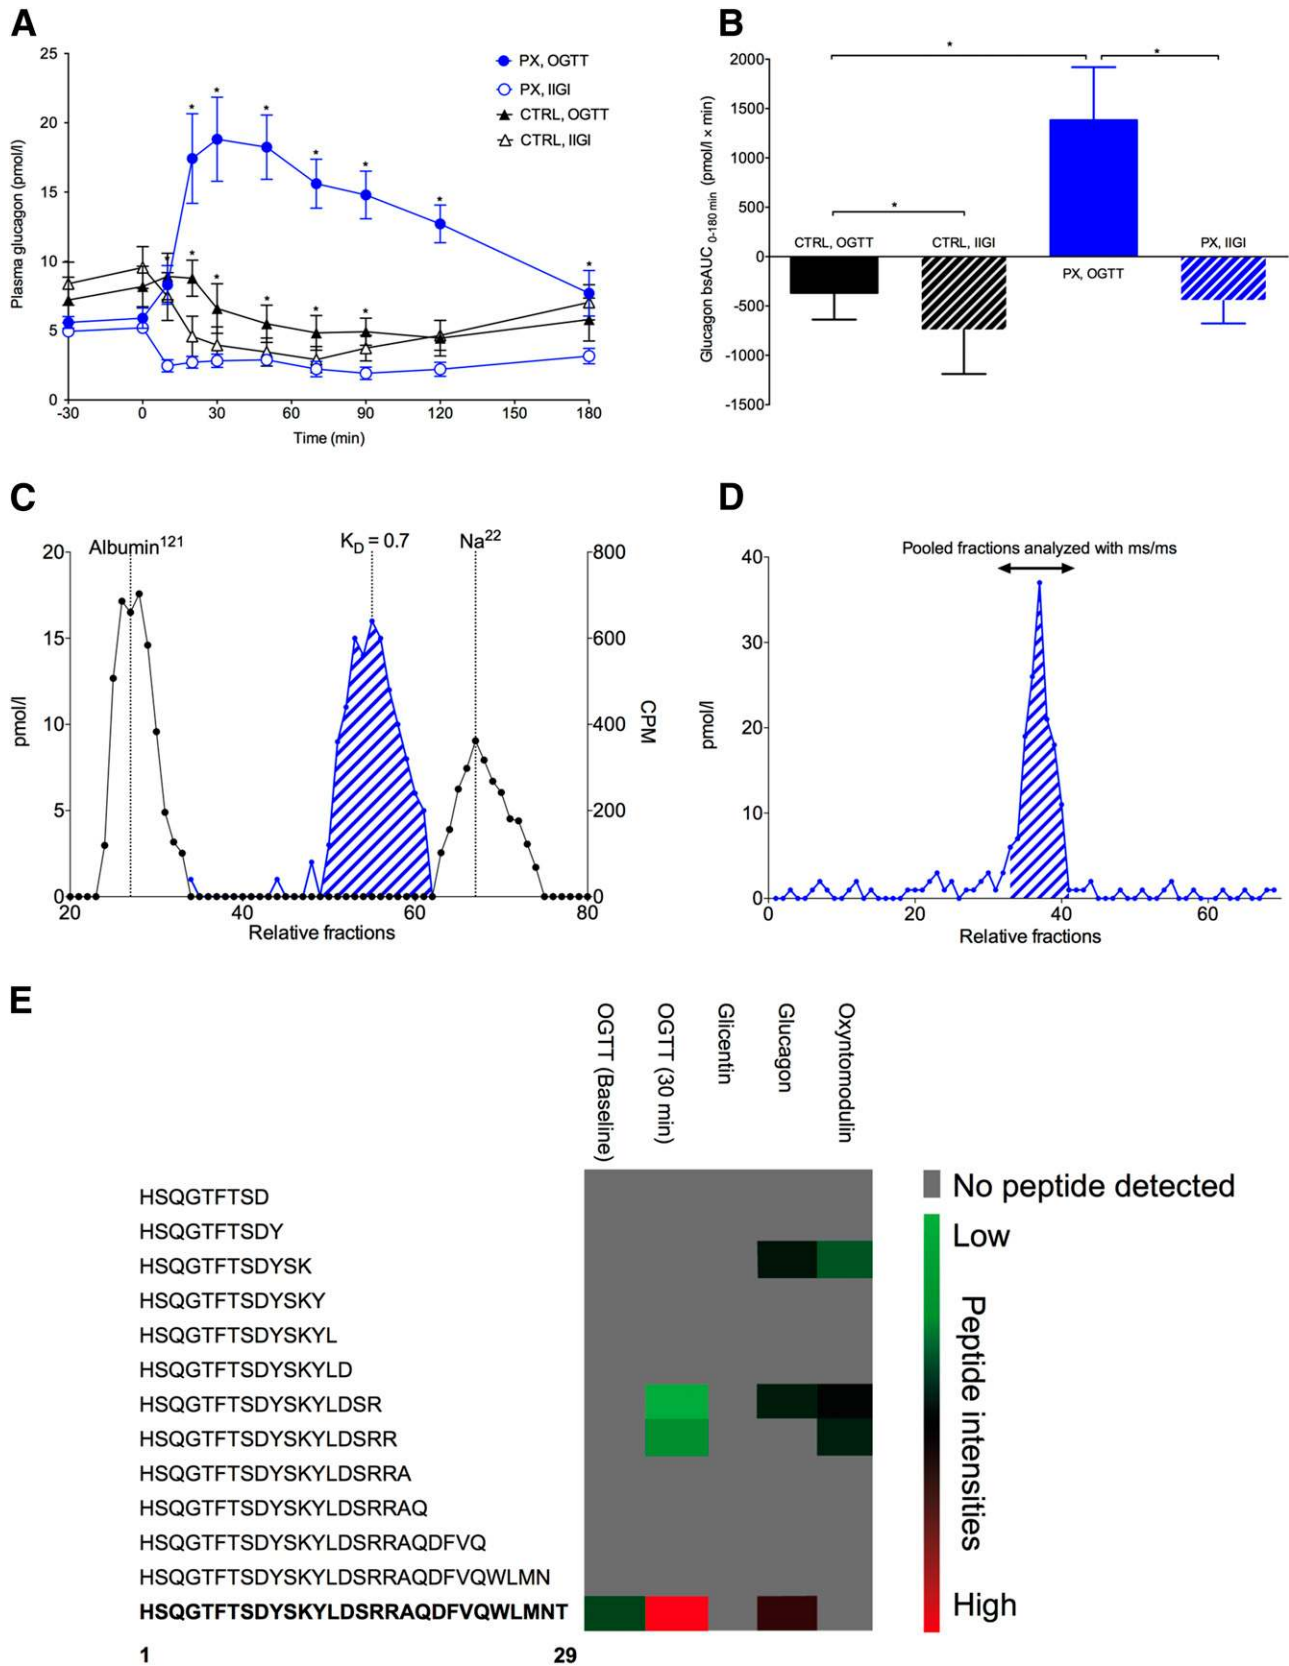 A
Plasma glucagon (pmol/l)
25
20
15
10
5
0
-30
0
30
60
90
120
150
180
Time (min)
PX, OGTT
PX, IIGI
CTRL, OGTT
CTRL, IIGI
* * * * * * * * * * * * * * *
B
Glucagon bsAUC 0-180 min (pmol/l × min)
2000
1500
1000
500
0
-500
-1000
-1500
* * *
CTRL, OGTT
CTRL, IIGI
PX, OGTT
PX, IIGI
C
Albumin121
KD = 0.7
Na22
20
15
10
5
0
pmol/l
800
600
400
200
0
CPM
20
40
60
80
Relative fractions
D
Pooled fractions analyzed with ms/ms
40
30
20
10
0
pmol/l
0
20
40
60
Relative fractions
E
OGTT (Baseline)
OGTT (30 min)
Glicentin
Glucagon
Oxyntomodulin
HSQGTFTSD
HSQGTFTSDY
HSQGTFTSDYSK
HSQGTFTSDYSKY
HSQGTFTSDYSKYL
HSQGTFTSDYSKYLD
HSQGTFTSDYSKYLDSR
HSQGTFTSDYSKYLDSRR
HSQGTFTSDYSKYLDSRRA
HSQGTFTSDYSKYLDSRRAQ
HSQGTFTSDYSKYLDSRRAQDFVQ
HSQGTFTSDYSKYLDSRRAQDFVQWLMN
HSQGTFTSDYSKYLDSRRAQDFVQWLMNT
1
29
No peptide detected
Low
Peptide intensities
High